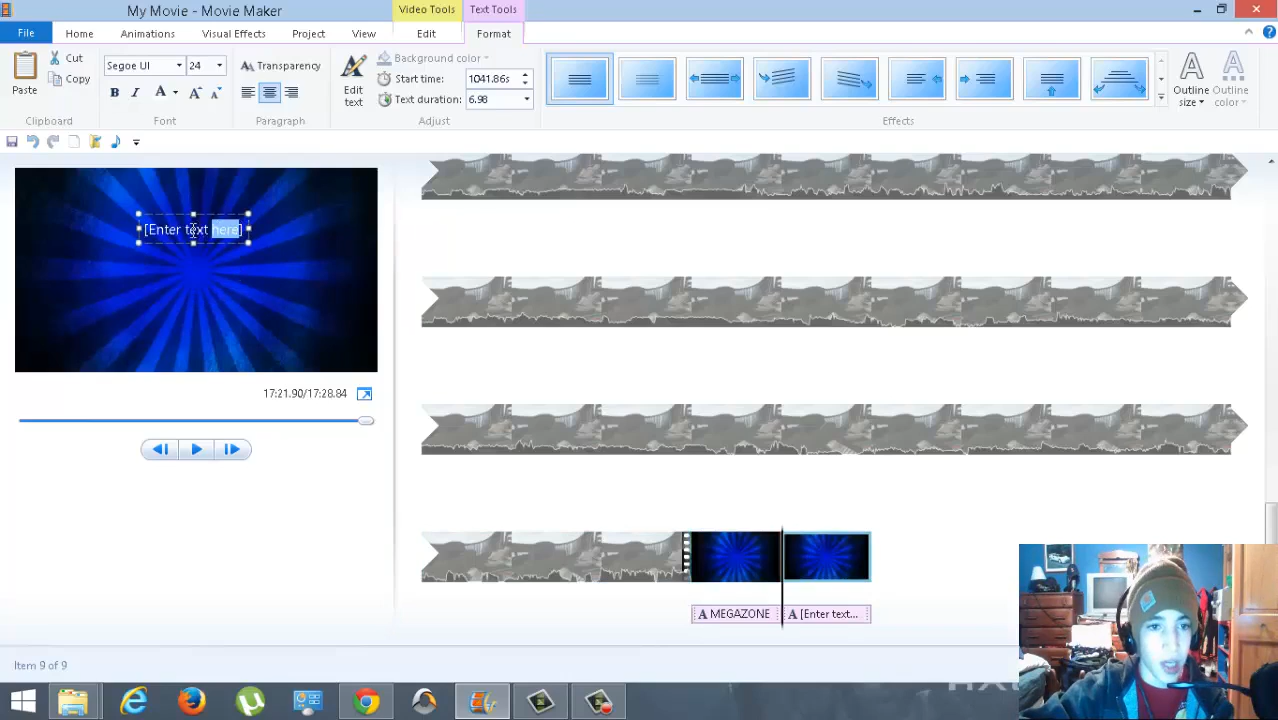 My Movie - Movie Maker
Video Tools
Text Tools
File
Home
Animations
Visual Effects
Project
View
Edit
Format
Paste
Cut
Copy
Clipboard
Segoe UI
24
B
I
A
A
A
Font
Transparency
Paragraph
Edit
text
Background color
Start time:
1041.86s
Text duration:
6.98
Adjust
Effects
Outline
size
Outline
color
[Enter text here]
17:21.90/17:28.84
A MEGAZONE
A [Enter text...
Item 9 of 9